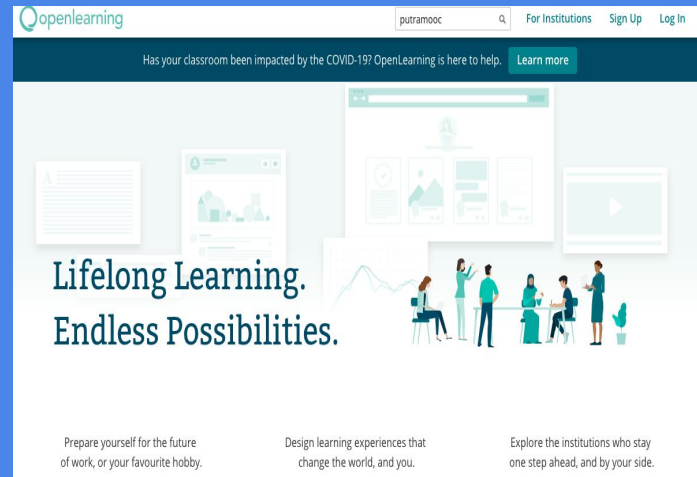 openlearning
putramooc
For Institutions
Sign Up
Log In
Has your classroom been impacted by the COVID-19? OpenLearning is here to help.
Learn more
A
Lifelong Learning.
Endless Possibilities.
Prepare yourself for the future
of work, or your favourite hobby.
Design learning experiences that
change the world, and you.
Explore the institutions who stay
one step ahead, and by your side.